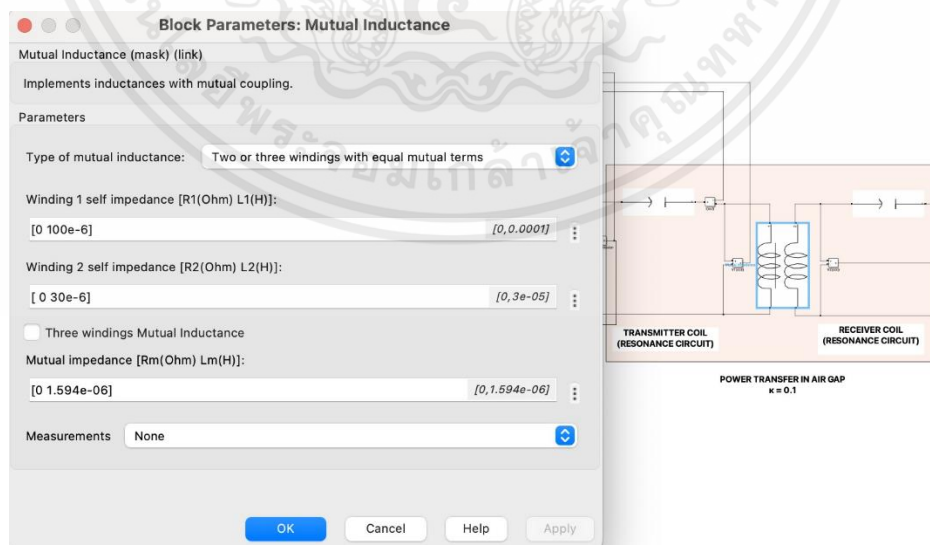 Block Parameters: Mutual Inductance
Mutual Inductance (mask) (link)
Implements inductances with mutual coupling.
Parameters
Type of mutual inductance: Two or three windings with equal mutual terms
Winding 1 self impedance [R1(Ohm) L1(H)]:
[0 100e-6] [0,0.0001]
Winding 2 self impedance [R2(Ohm) L2(H)]:
[ 0 30e-6] [0,3e-05]
Three windings Mutual Inductance
Mutual impedance [Rm(Ohm) Lm(H)]:
[0 1.594e-06] [0,1.594e-06]
Measurements None
OK Cancel Help Apply
TRANSMITTER COIL
(RESONANCE CIRCUIT)
RECEIVER COIL
(RESONANCE CIRCUIT)
POWER TRANSFER IN AIR GAP
κ = 0.1